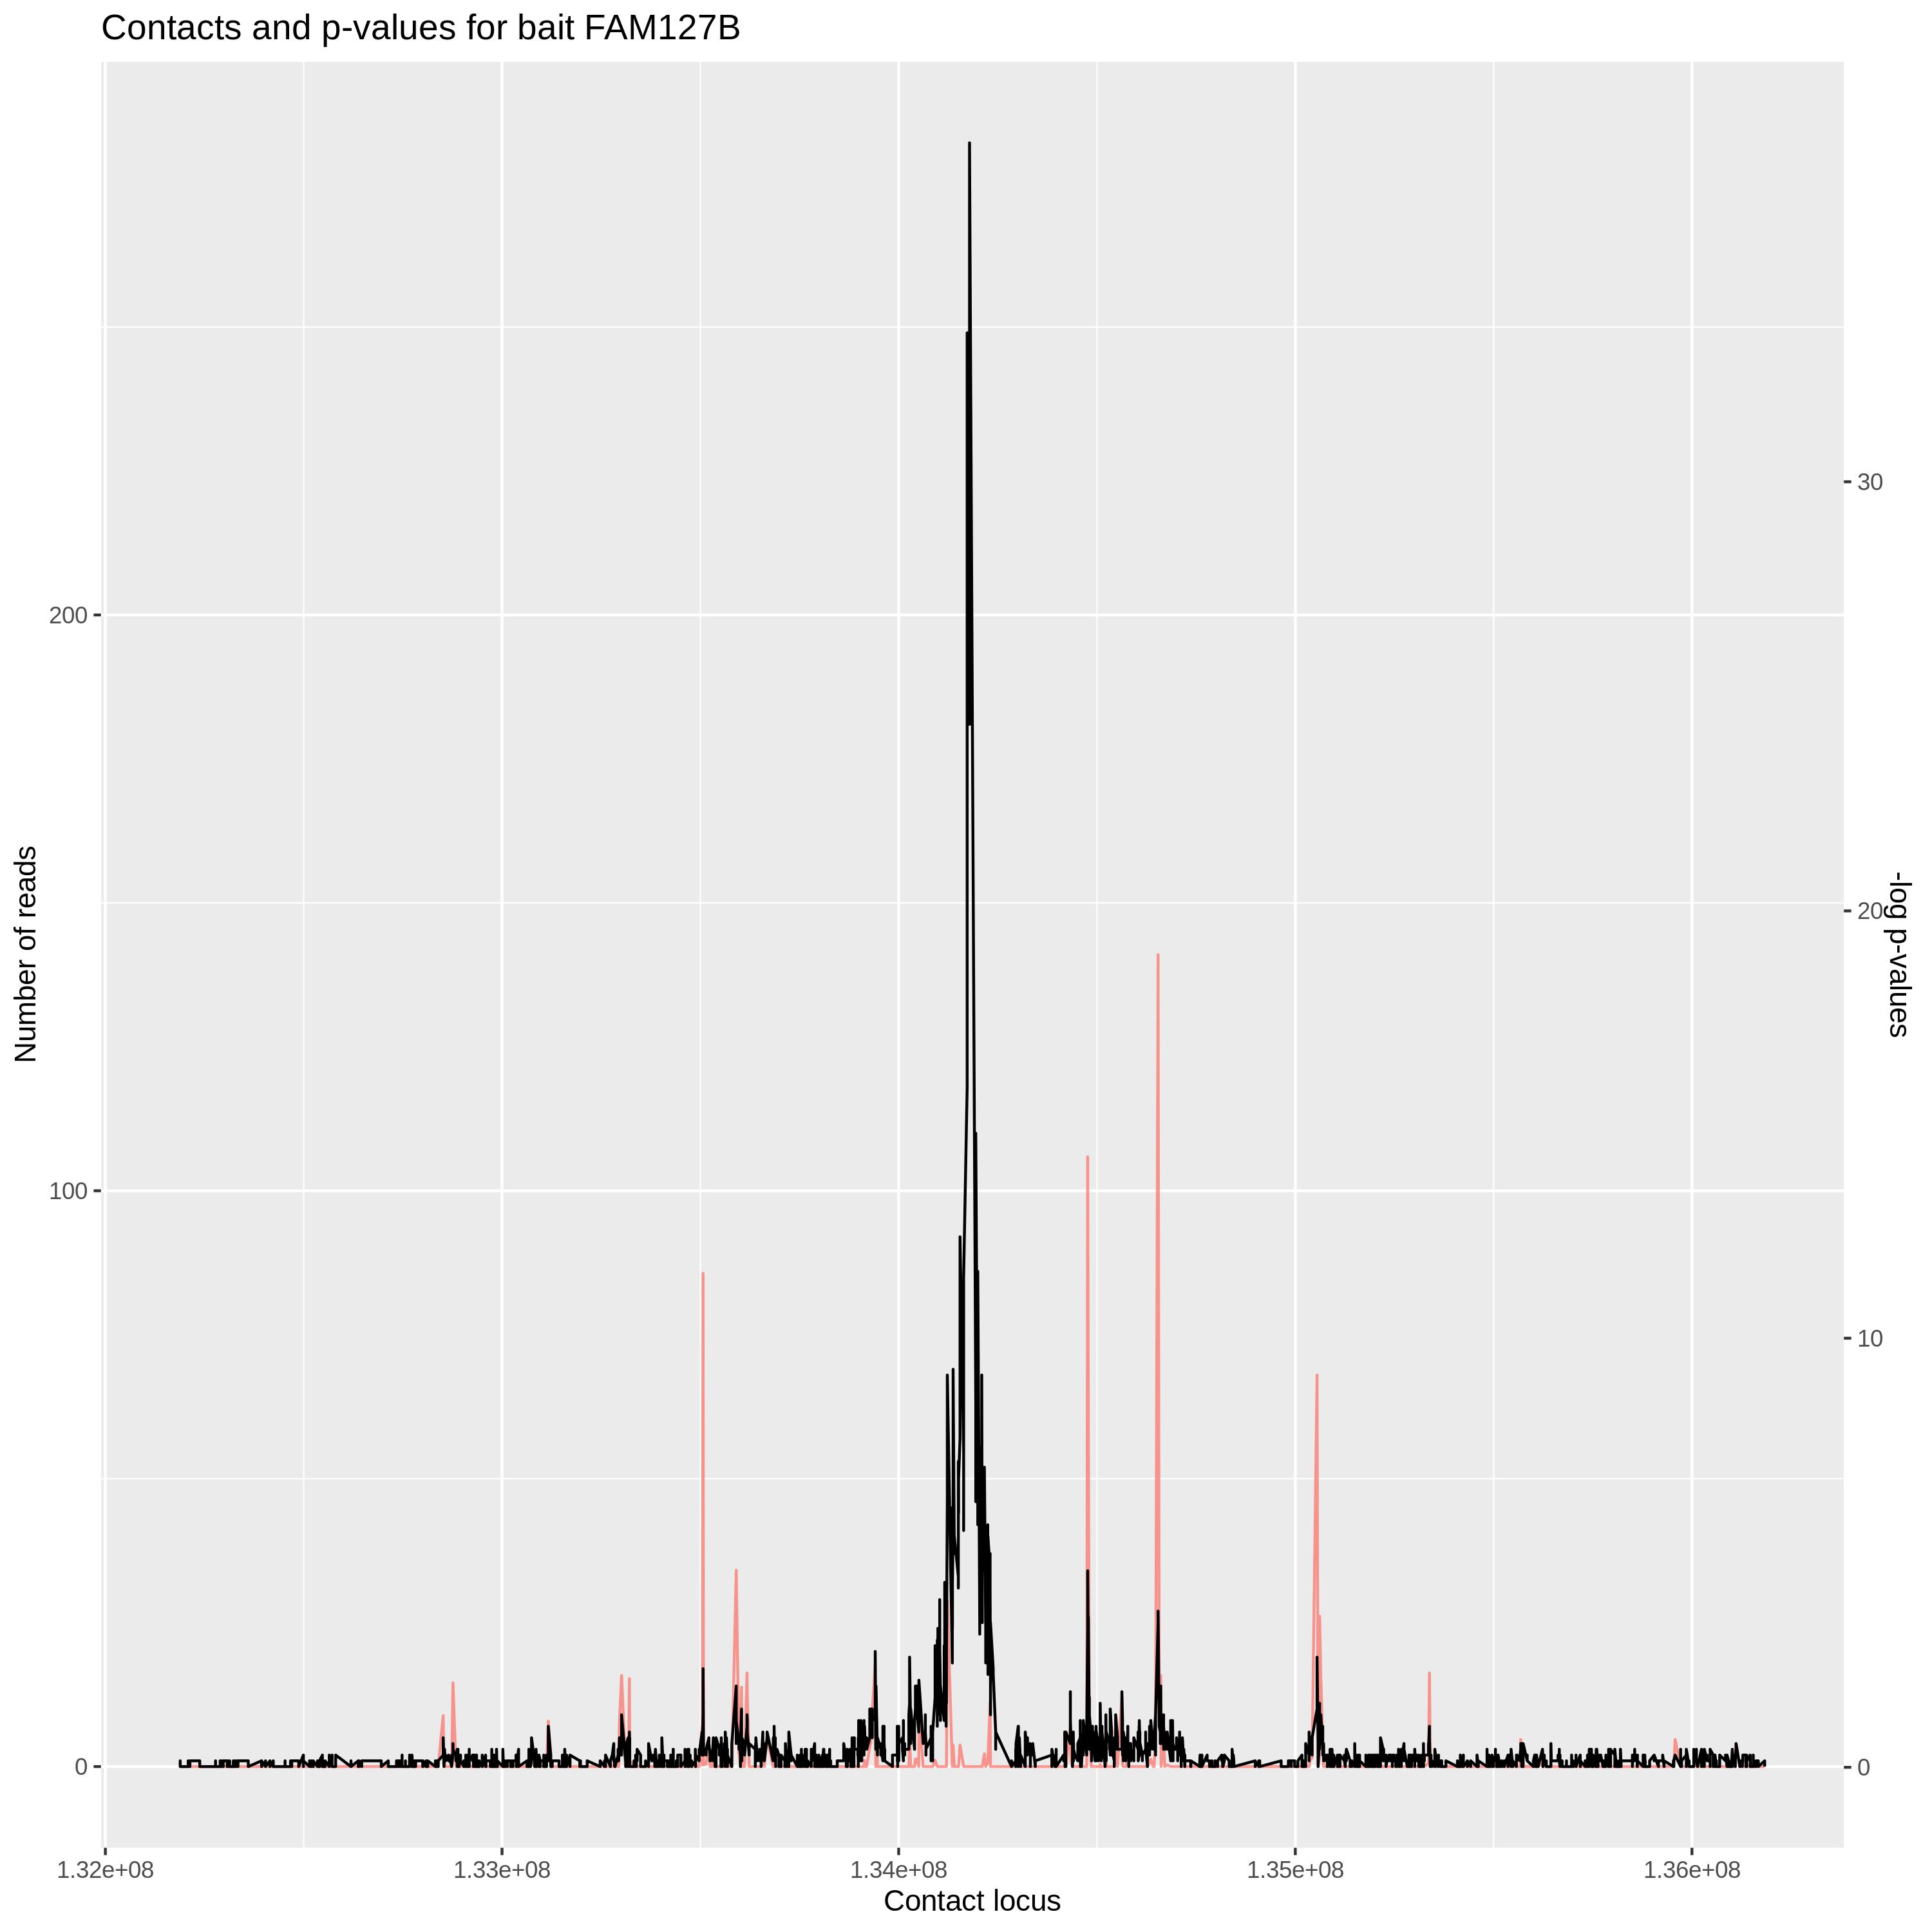 Contacts and p-values for bait FAM127B
Number of reads
200
100
0
30
20
10
0
-log p-values
1.32e+08
1.33e+08
1.34e+08
1.35e+08
1.36e+08
Contact locus